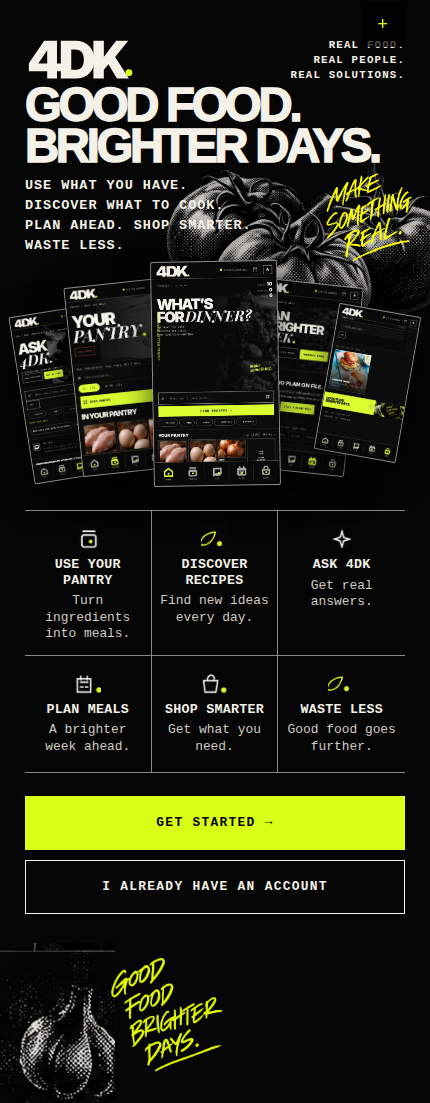 +
4DK.
REAL FOOD.
REAL PEOPLE.
REAL SOLUTIONS.
GOOD FOOD.
BRIGHTER DAYS.
USE WHAT YOU HAVE.
DISCOVER WHAT TO COOK.
PLAN AHEAD. SHOP SMARTER.
WASTE LESS.
MAKE
SOMETHING
REAL.
4DK.
ASK
4DK.
4DK.
YOUR
PANTRY.
IN YOUR PANTRY
4DK.
WHAT'S
FOR DINNER?
YOUR PANTRY
4DK.
USE YOUR
PANTRY
Turn
ingredients
into meals.
DISCOVER
RECIPES
Find new ideas
every day.
ASK 4DK
Get real
answers.
PLAN MEALS
A brighter
week ahead.
SHOP SMARTER
Get what you
need.
WASTE LESS
Good food goes
further.
GET STARTED →
I ALREADY HAVE AN ACCOUNT
GOOD
FOOD
BRIGHTER
DAYS.